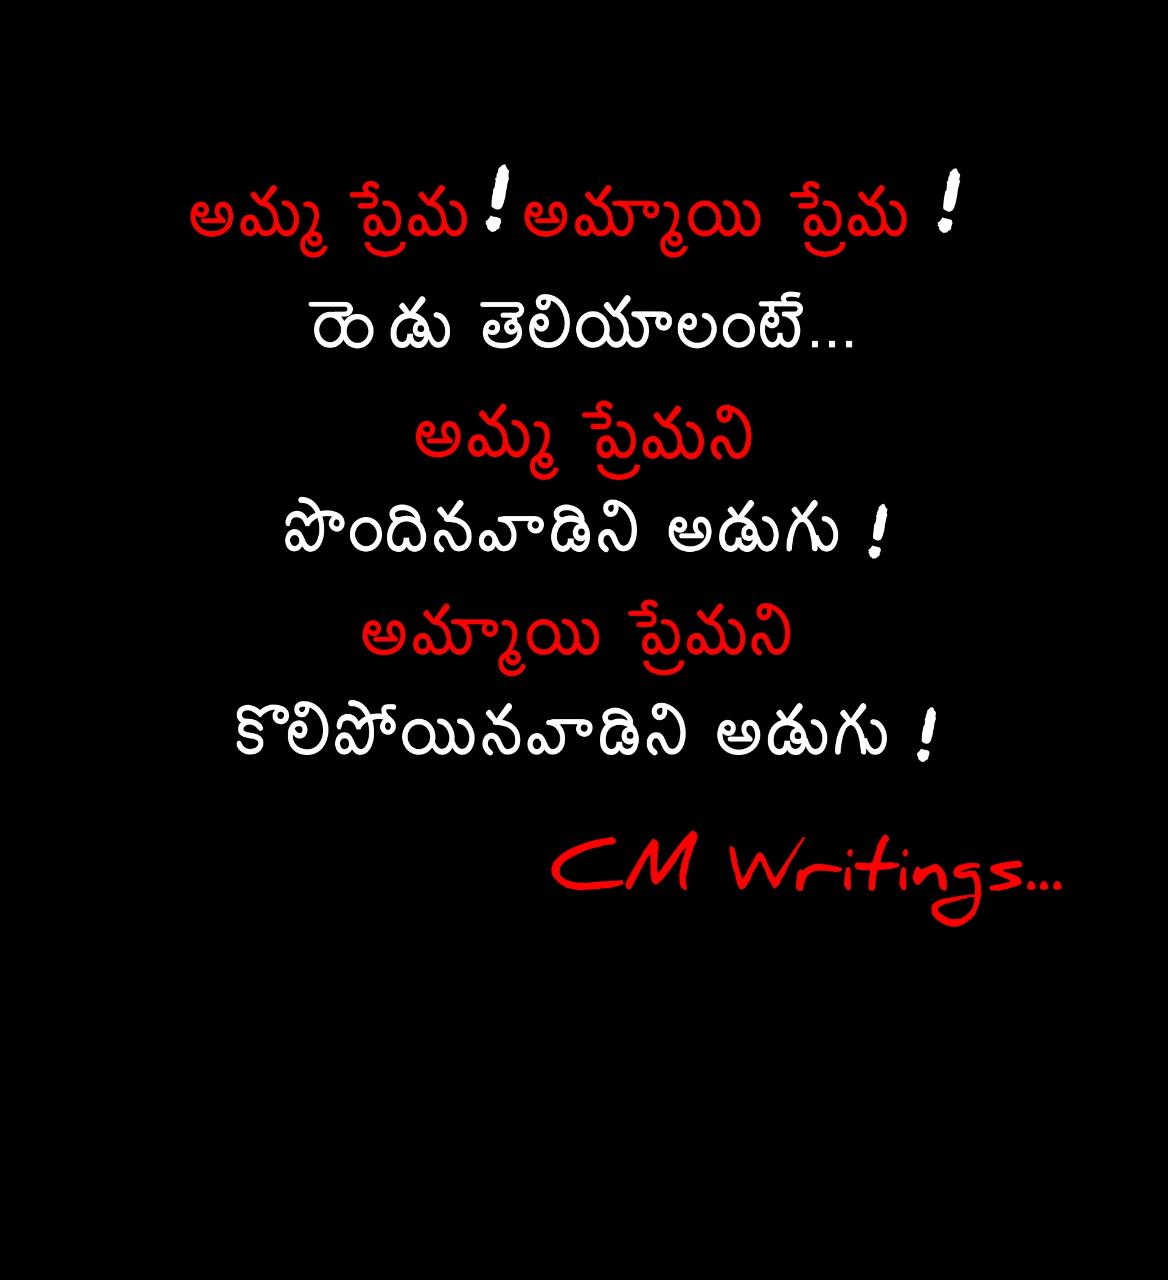 అమ్మ ప్రేమ ! అమ్మాయి ప్రేమ !
రెండు తెలియాలంటే...
అమ్మ ప్రేమని
పొందినవాడిని అడుగు !
అమ్మాయి ప్రేమని
కొలిపోయినవాడిని అడుగు !
CM Writings...